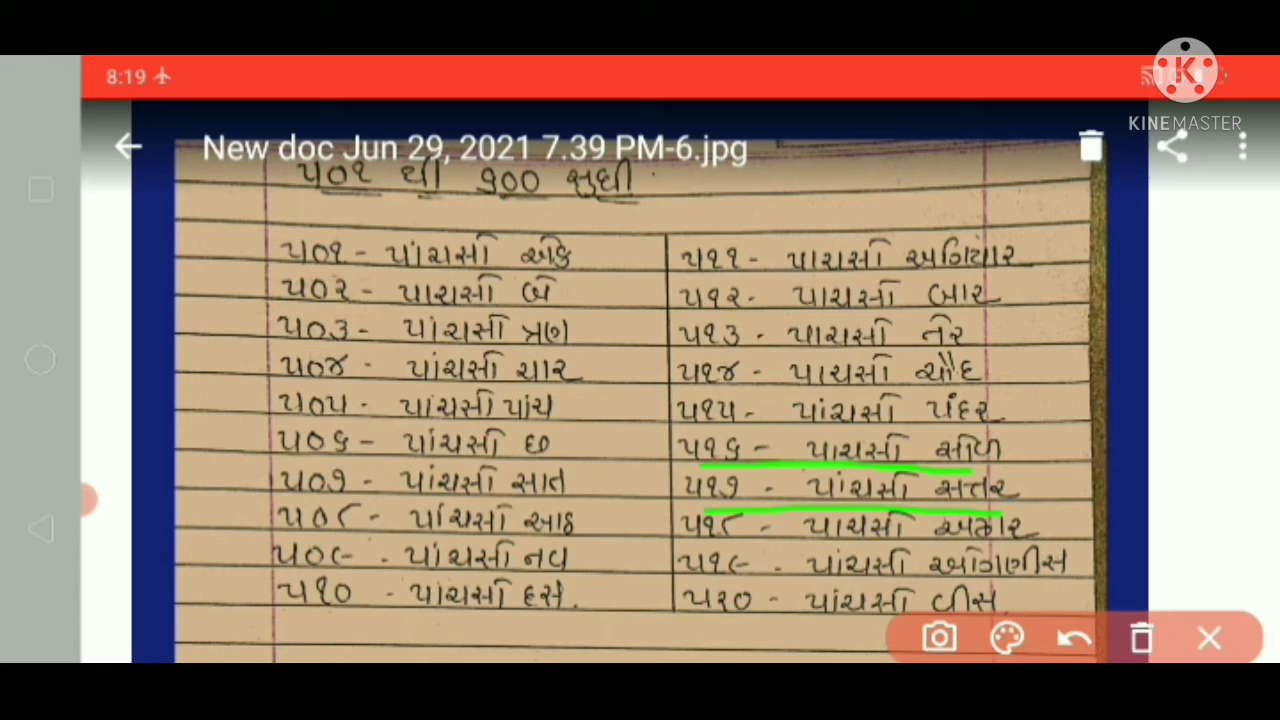 8:19
KINEMASTER
New doc Jun 29, 2021 7.39 PM-6.jpg
૫૦૧ થી ૭૦૦ સુધી
૫૦૧ - પાંચસો એક
૫૦૨ - પાચસો બે
૫૦૩ - પાંચસો ત્રણ
૫૦૪ - પાંચસો ચાર
૫૦૫ - પાંચસો પાંચ
૫૦૬ - પાંચસો છ
૫૦૭ - પાંચસો સાત
૫૦૮ - પાંચસો આઠ
૫૦૯ - પાંચસો નવ
૫૧૦ - પાંચસો દસ.
૫૧૧ - પાચસો અગિયાર
૫૧૨ - પાચસો બાર
૫૧૩ - પાચસો તેર
૫૧૪ - પાચસો ચૌદ
૫૧૫ - પાંચસો પંદર
૫૧૬ - પાચસો સોળ
૫૧૭ - પાંચસો સત્તર
૫૧૮ - પાચસો અઢાર
૫૧૯ - પાંચસો ઓગણીસ
૫૨૦ - પાંચસો વીસ